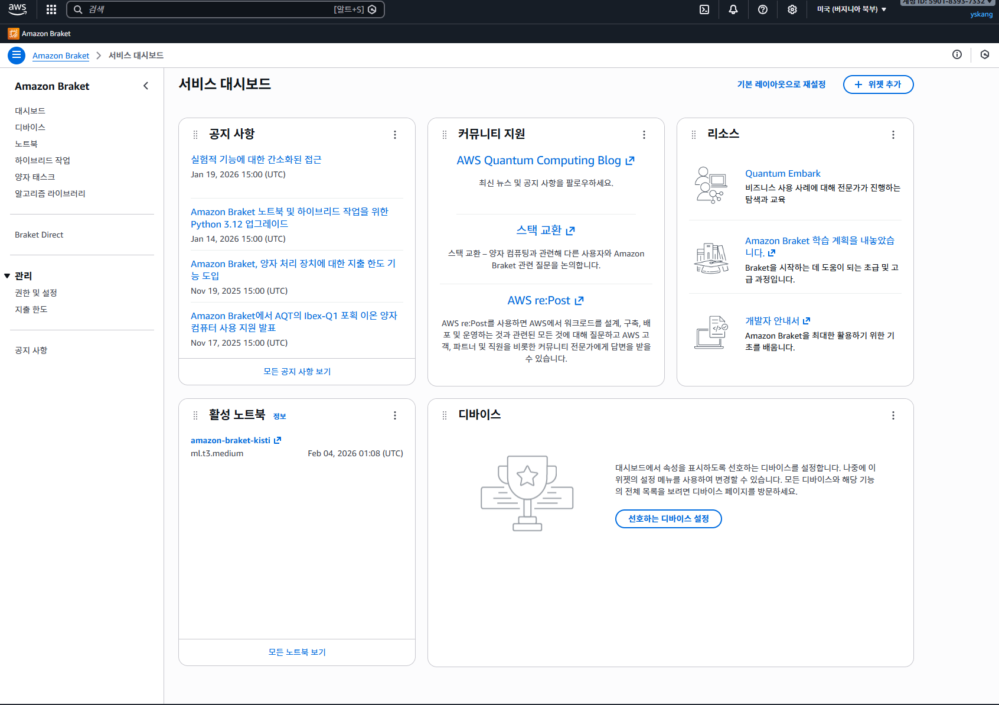 aws
검색
[알트+S]
미국 (버지니아 북부)
계정 ID: 5901-8393-7332
yskang
Amazon Braket
Amazon Braket
서비스 대시보드
Amazon Braket
대시보드
디바이스
노트북
하이브리드 작업
양자 태스크
알고리즘 라이브러리
Braket Direct
관리
권한 및 설정
지출 한도
공지 사항
서비스 대시보드
기본 레이아웃으로 재설정
위젯 추가
공지 사항
실험적 기능에 대한 간소화된 접근
Jan 19, 2026 15:00 (UTC)
Amazon Braket 노트북 및 하이브리드 작업을 위한
Python 3.12 업그레이드
Jan 14, 2026 15:00 (UTC)
Amazon Braket, 양자 처리 장치에 대한 지출 한도 기
능 도입
Nov 19, 2025 15:00 (UTC)
Amazon Braket에서 AQT의 Ibex-Q1 포획 이온 양자
컴퓨터 사용 지원 발표
Nov 17, 2025 15:00 (UTC)
모든 공지 사항 보기
커뮤니티 지원
AWS Quantum Computing Blog
최신 뉴스 및 공지 사항을 팔로우하세요.
스택 교환
스택 교환 – 양자 컴퓨팅과 관련해 다른 사용자와 Amazon
Braket 관련 질문을 논의합니다.
AWS re:Post
AWS re:Post를 사용하면 AWS에서 워크로드를 설계, 구축, 배
포 및 운영하는 것과 관련된 모든 것에 대해 질문하고 AWS 고
객, 파트너 및 직원을 비롯한 커뮤니티 전문가에게 답변을 받을
수 있습니다.
리소스
Quantum Embark
비즈니스 사용 사례에 대해 전문가가 진행하는
탐색과 교육
Amazon Braket 학습 계획을 내놓았습
니다.
Braket을 시작하는 데 도움이 되는 초급 및 고
급 과정입니다.
개발자 안내서
Amazon Braket을 최대한 활용하기 위한 기
초를 배웁니다.
활성 노트북 정보
amazon-braket-kisti
ml.t3.medium
Feb 04, 2026 01:08 (UTC)
모든 노트북 보기
디바이스
대시보드에서 속성을 표시하도록 선호하는 디바이스를 설정합니다. 나중에 이
위젯의 설정 메뉴를 사용하여 변경할 수 있습니다. 모든 디바이스와 해당 기능
의 전체 목록을 보려면 디바이스 페이지를 방문하세요.
선호하는 디바이스 설정